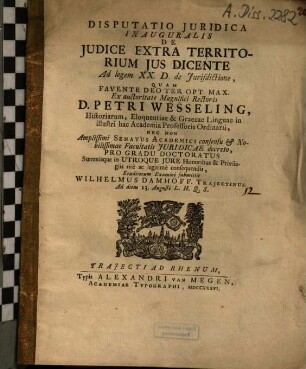 A. Diss. 2282
DISPUTATIO JURIDICA
INAUGURALIS
DE
JUDICE EXTRA TERRITO-
RIUM JUS DICENTE
Ad legem XX. D. de Jurisdictione,
QUAM
FAVENTE DEO TER OPT. MAX.
Ex auctoritate Magnifici Rectoris
D. PETRI WESSELING,
Historiarum, Eloquentiae & Graecae Linguae in
illustri hac Academia Professoris Ordinarii,
NEC NON
Amplissimi SENATUS ACADEMICI consensu & No-
bilissimae Facultatis JURIDICAE decreto,
PRO GRADU DOCTORATUS
Summisque in UTROQUE JURE Honoribus & Privile-
giis rite ac legitime consequendis,
Eruditorum Examini submittit
WILHELMUS DAMHOFF, TRAJECTINUS.
Ad diem 23. Augusti L. H. Q. S.
12
TRAJECTI AD RHENUM,
Typis ALEXANDRI VAN MEGEN,
ACADEMIAE TYPOGRAPHI, MDCCXXXVI.